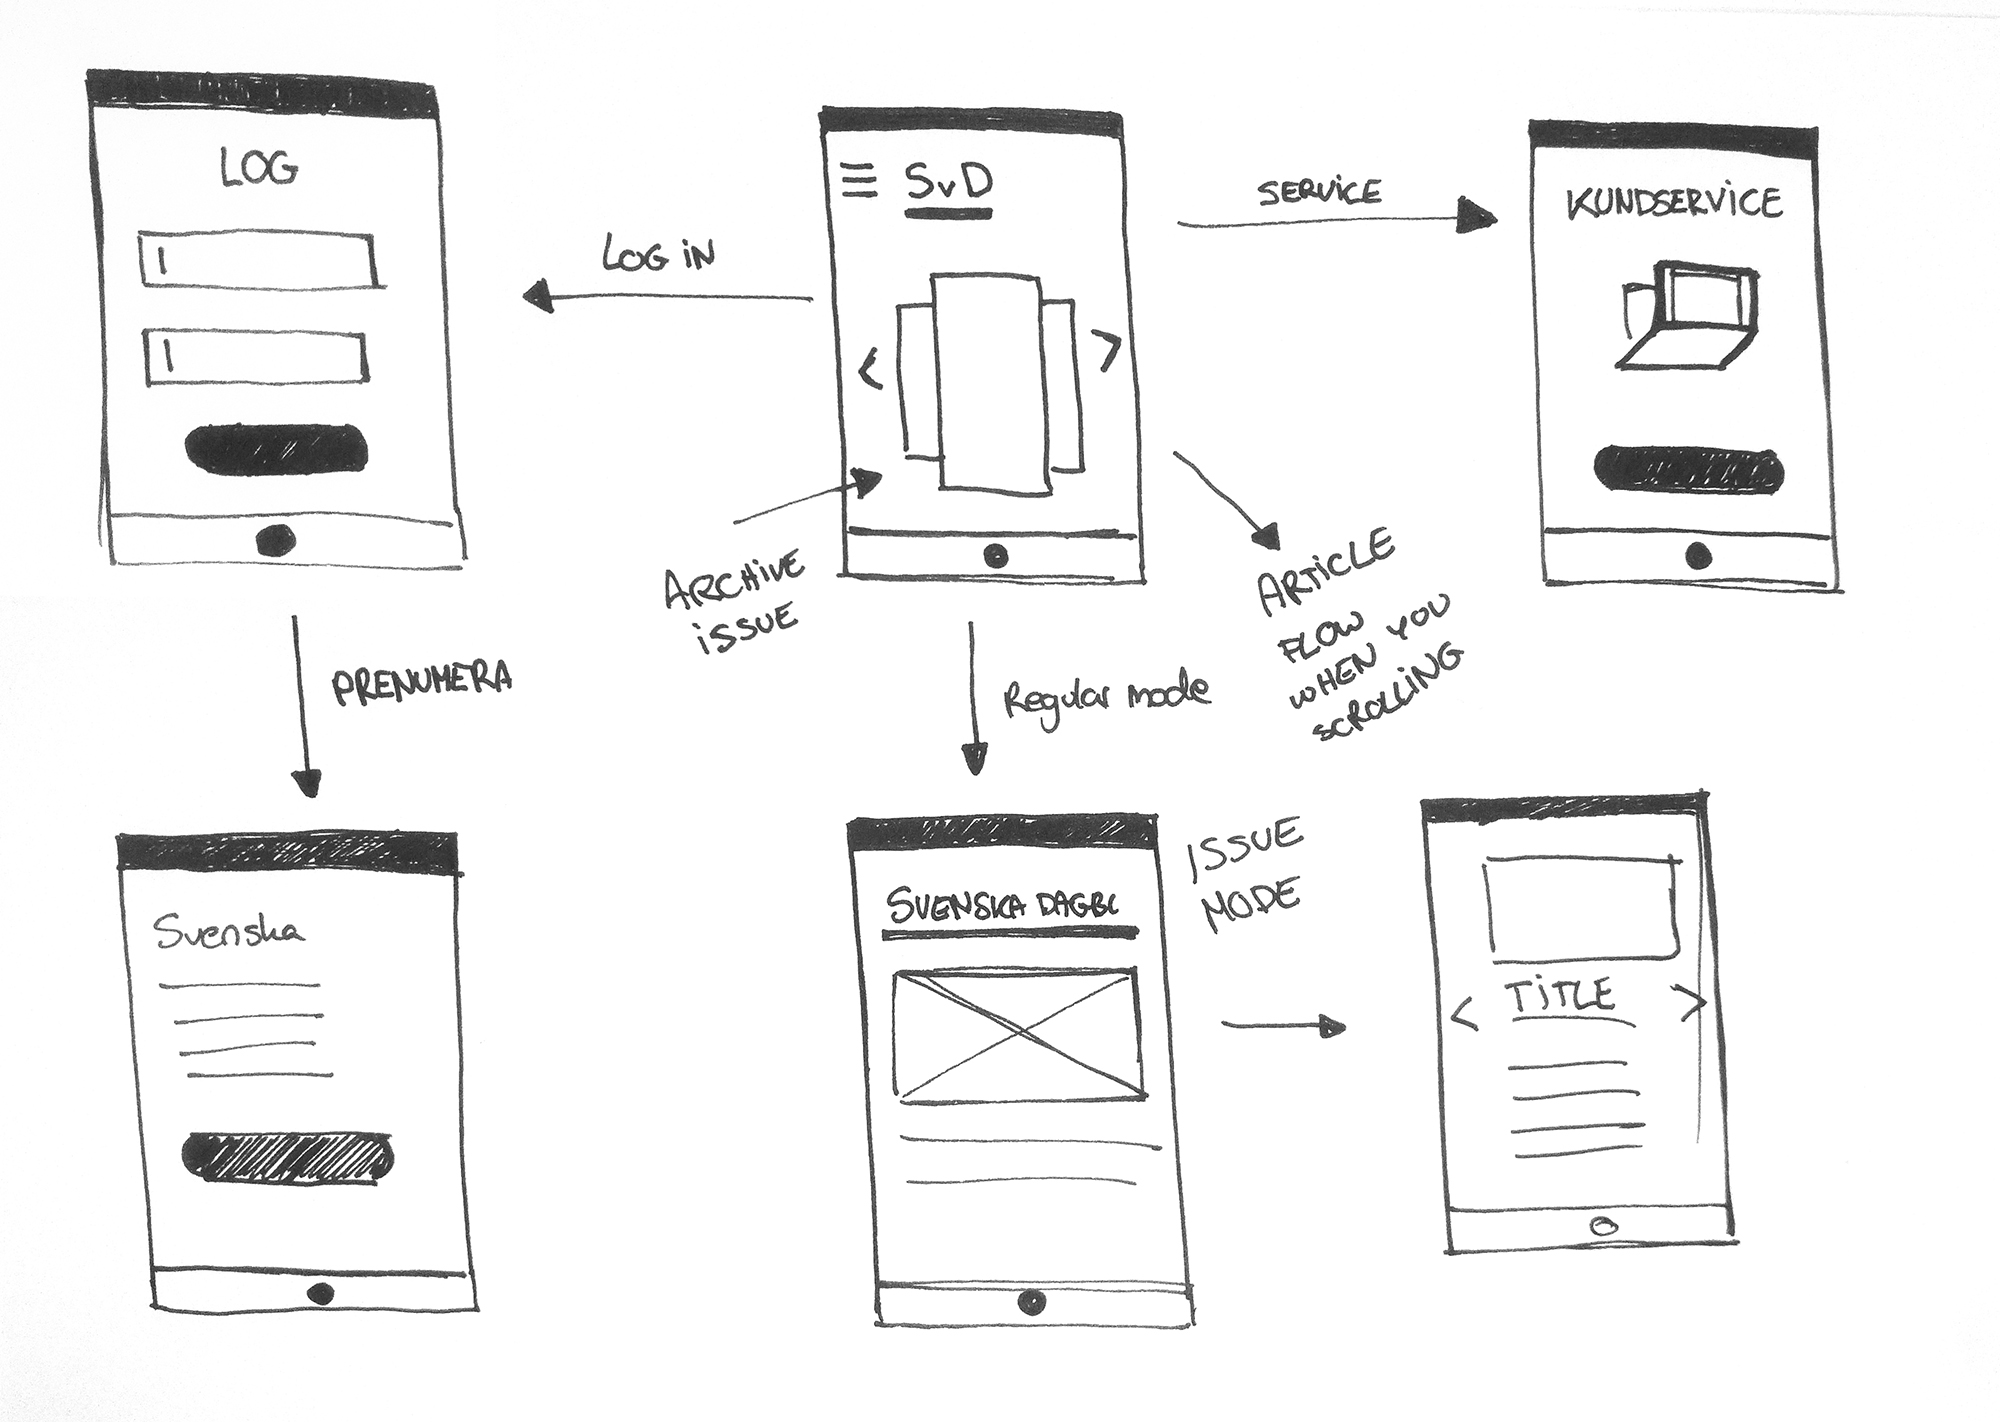 LOG
SvD
KUNDSERVICE
SERVICE
LOG iN
ARCHiVE
iSSUE
ARTiCLE
FLOW
WHEN YOU
SCROLLiNG
PRENUMERA
Regular mode
Svenska
SVENSKA DAGBL
ISSUE
MODE
TiTLE